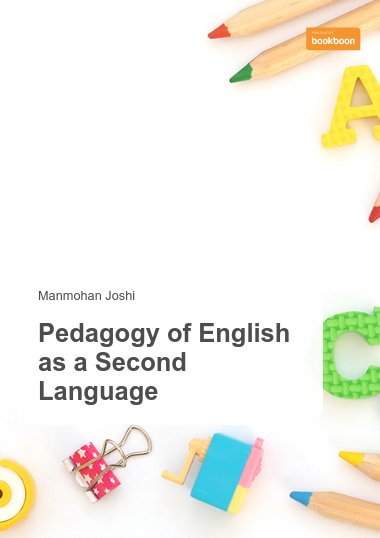 bookboon
A
Manmohan Joshi
Pedagogy of English
as a Second
Language
C